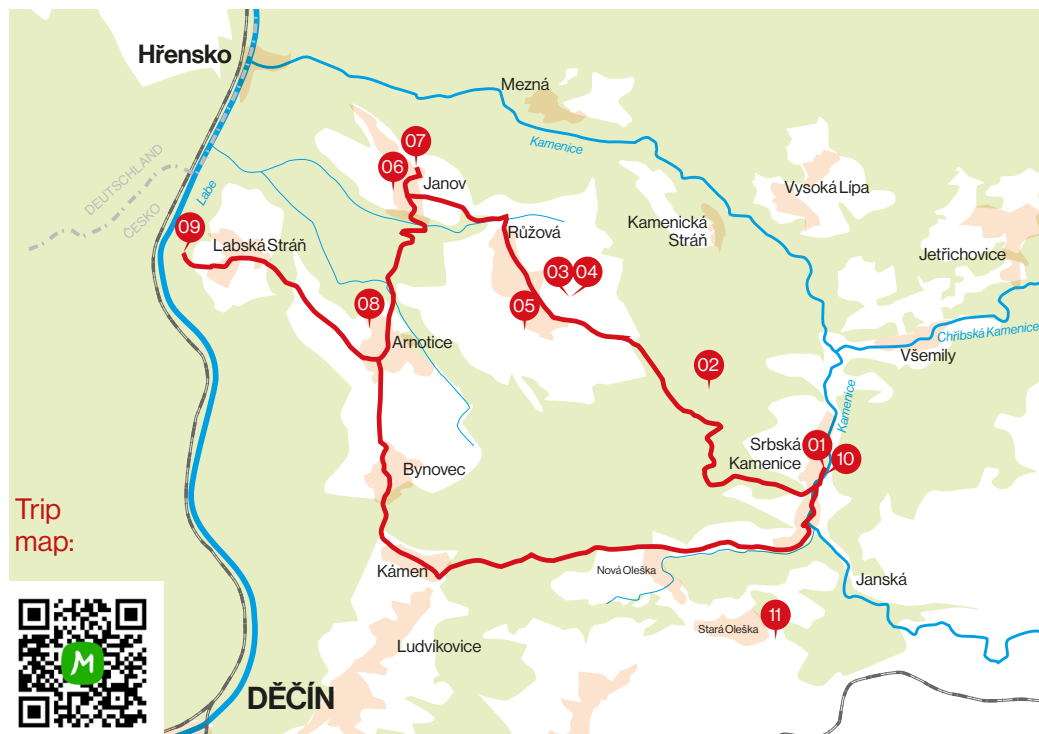 Hřensko
Mezná
Kamenice
07
06
Janov
Vysoká Lípa
DEUTSCHLAND
ČESKO
Labe
09
Labská Stráň
Růžová
Kamenická
Stráň
Jetřichovice
03
04
08
05
Arnotice
Chřibská Kamenice
Všemily
02
Kamenice
Srbská
Kamenice
01
10
Bynovec
Trip
map:
Kámen
Nová Oleška
Janská
11
Stará Oleška
Ludvíkovice
DĚČÍN
M